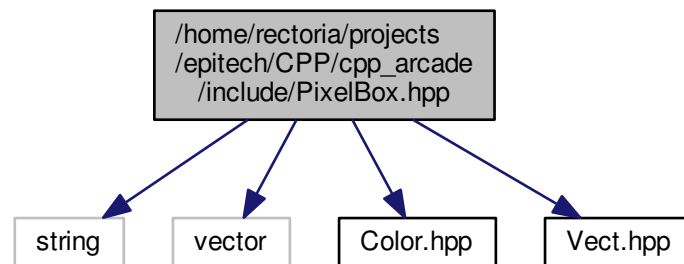 /home/rectoria/projects
/epitech/CPP/cpp_arcade
/include/PixelBox.hpp
string
vector
Color.hpp
Vect.hpp